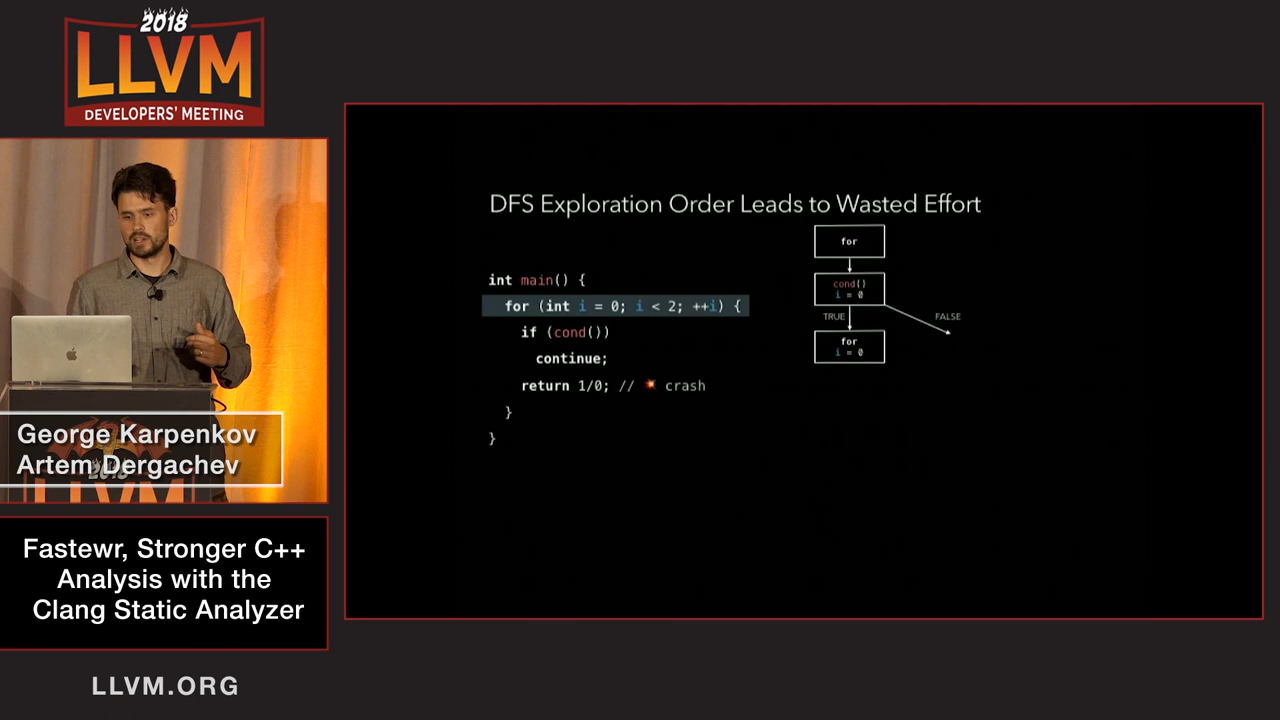 2018
LLVM
DEVELOPERS' MEETING
George Karpenkov
Artem Dergachev
2018
LLVM
Fastewr, Stronger C++
Analysis with the
Clang Static Analyzer
LLVM.ORG
DFS Exploration Order Leads to Wasted Effort
int main() {
for (int i = 0; i < 2; ++i) {
if (cond())
continue;
return 1/0; // 💥 crash
}
}
for
cond()
i = 0
TRUE
FALSE
for
i = 0